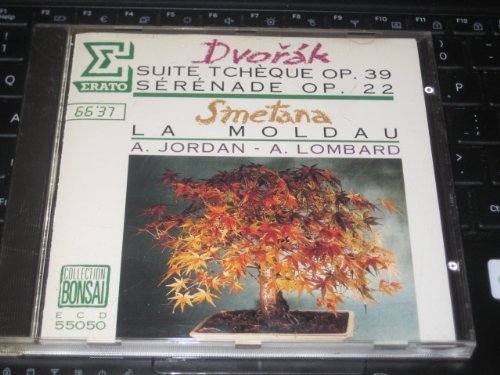 Dvořák
ΣRATO
SUITE TCHÈQUE OP. 39
SÉRÉNADE OP. 22
66'37
Smetana
LA MOLDAU
A. JORDAN - A. LOMBARD
COLLECTION
BONSAI
ECD
55050